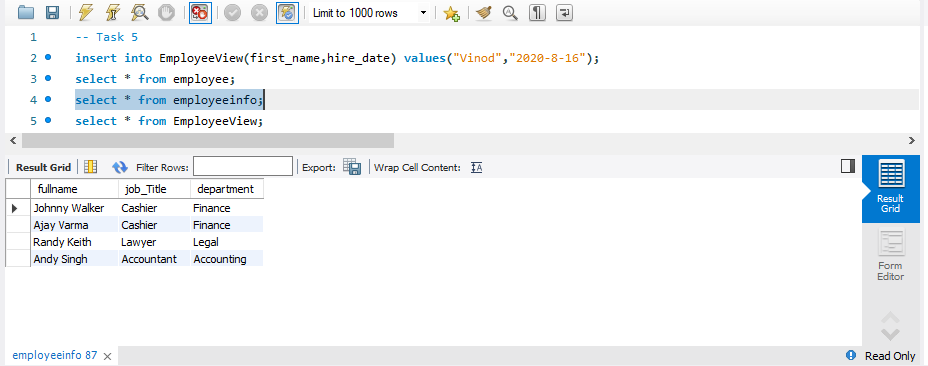 Limit to 1000 rows
1 -- Task 5
2 insert into EmployeeView(first_name,hire_date) values("Vinod","2020-8-16");
3 select * from employee;
4 select * from employeeinfo;
5 select * from EmployeeView;
Result Grid Filter Rows: Export: Wrap Cell Content:
fullname job_Title department
Johnny Walker Cashier Finance
Ajay Varma Cashier Finance
Randy Keith Lawyer Legal
Andy Singh Accountant Accounting
Result
Grid
Form
Editor
employeeinfo 87 Read Only